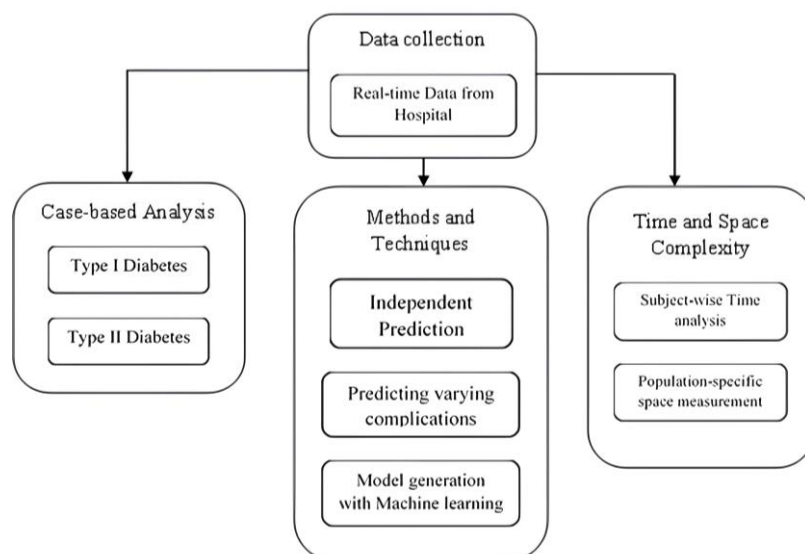 Data collection
Real-time Data from
Hospital
Case-based Analysis
Type I Diabetes
Type II Diabetes
Methods and
Techniques
Independent
Prediction
Predicting varying
complications
Model generation
with Machine learning
Time and Space
Complexity
Subject-wise Time
analysis
Population-specific
space measurement